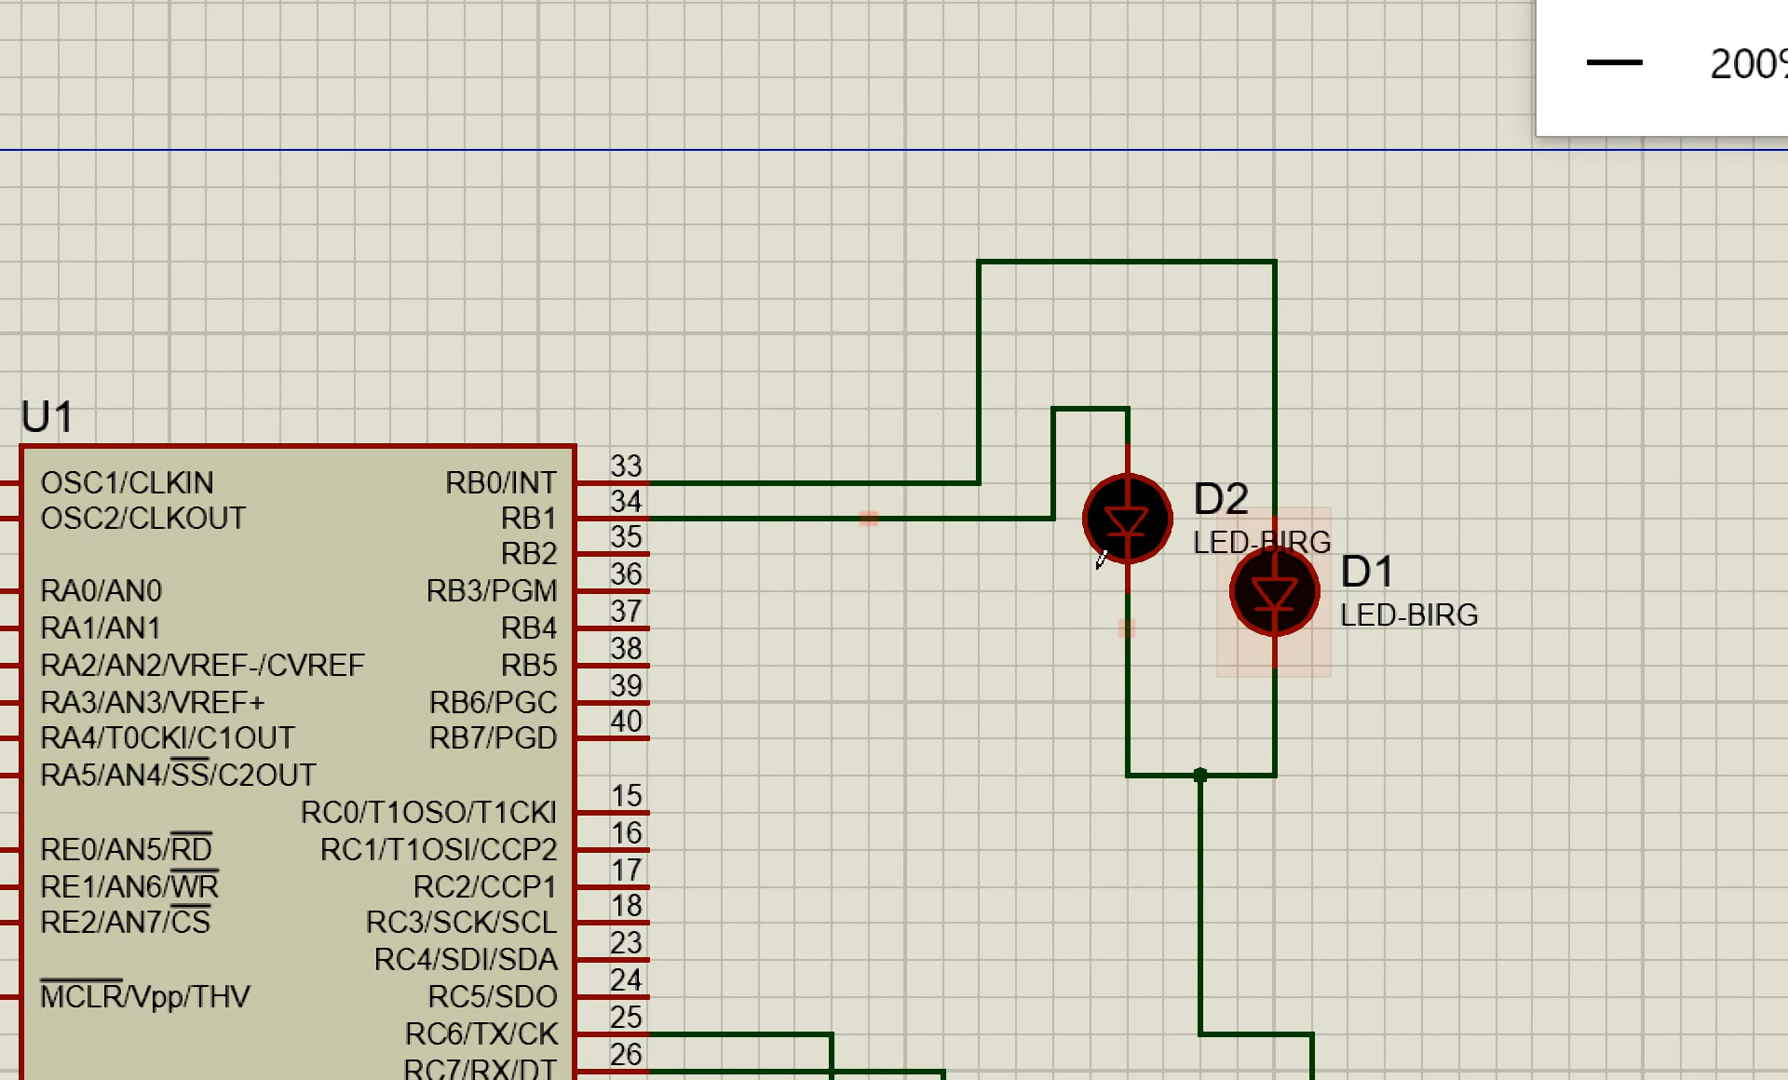 200%
U1
OSC1/CLKIN
OSC2/CLKOUT
RA0/AN0
RA1/AN1
RA2/AN2/VREF-/CVREF
RA3/AN3/VREF+
RA4/T0CKI/C1OUT
RA5/AN4/SS/C2OUT
RE0/AN5/RD
RE1/AN6/WR
RE2/AN7/CS
MCLR/Vpp/THV
RB0/INT 33
RB1 34
RB2 35
RB3/PGM 36
RB4 37
RB5 38
RB6/PGC 39
RB7/PGD 40
RC0/T1OSO/T1CKI 15
RC1/T1OSI/CCP2 16
RC2/CCP1 17
RC3/SCK/SCL 18
RC4/SDI/SDA 23
RC5/SDO 24
RC6/TX/CK 25
RC7/RX/DT 26
D2
LED-BIRG
D1
LED-BIRG